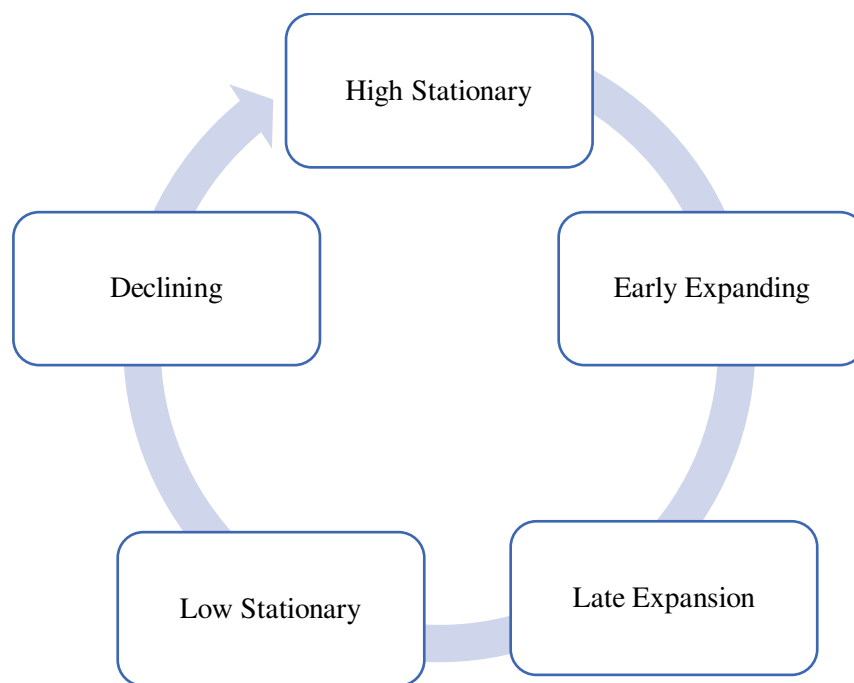 High Stationary
Early Expanding
Late Expansion
Low Stationary
Declining